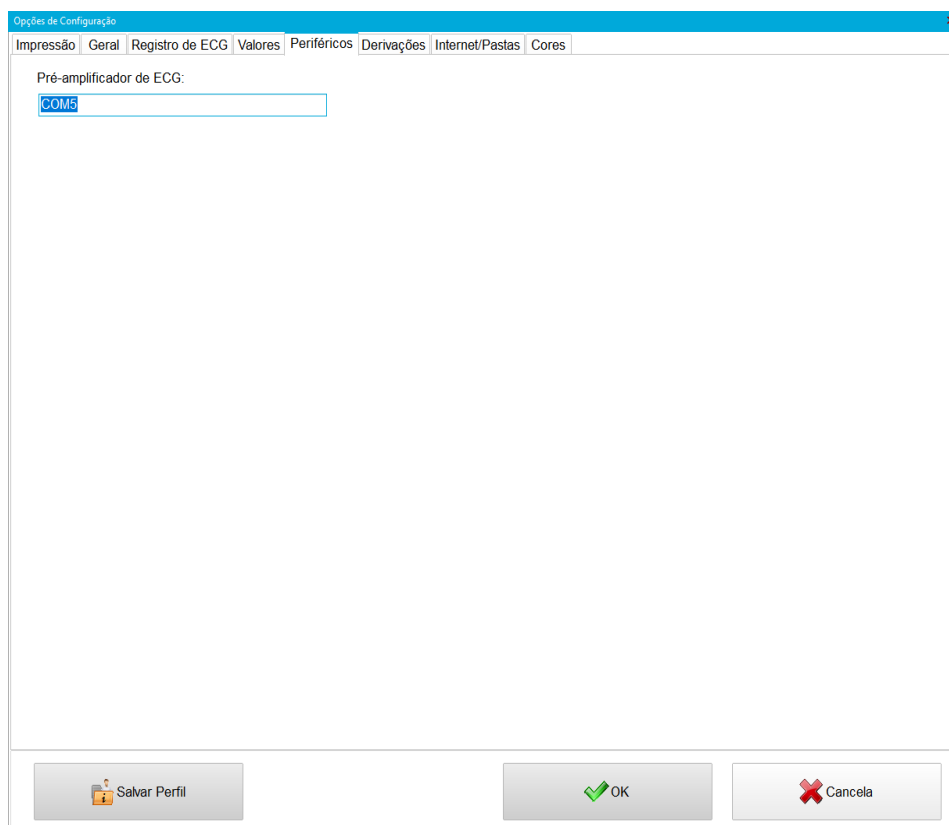 Opções de Configuração
Impressão Geral Registro de ECG Valores Periféricos Derivações Internet/Pastas Cores
Pré-amplificador de ECG:
COM5
Salvar Perfil OK Cancela